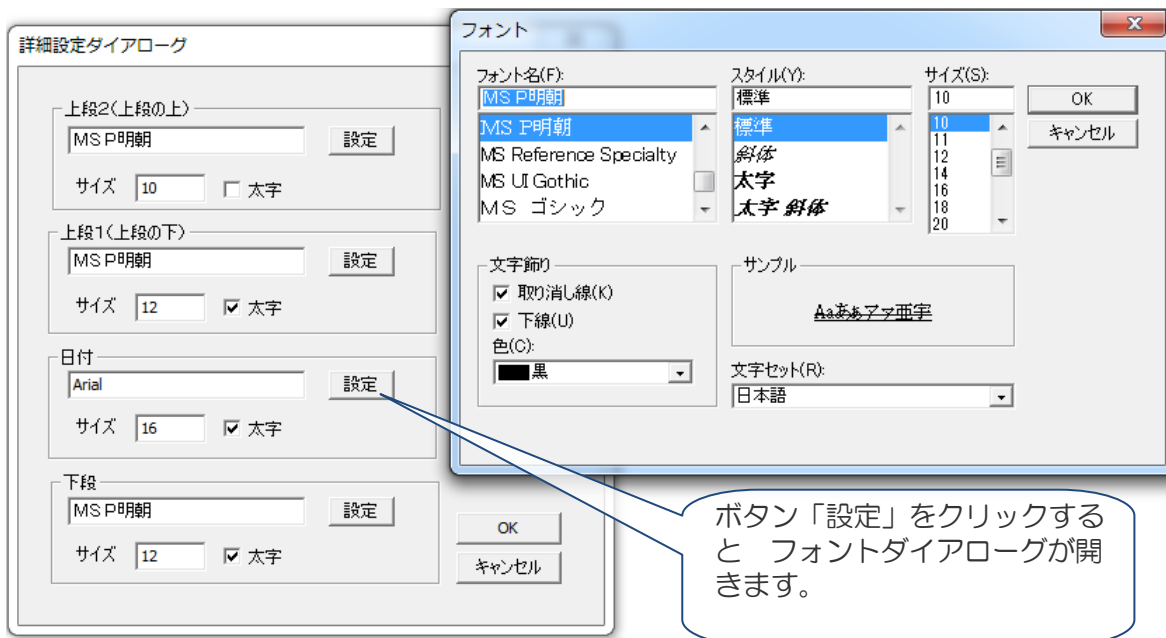 詳細設定ダイアローグ
上段2(上段の上)
MS P明朝
設定
サイズ 10 太字
上段1(上段の下)
MS P明朝
設定
サイズ 12 太字
日付
Arial
設定
サイズ 16 太字
下段
MS P明朝
設定
サイズ 12 太字
OK
キャンセル
フォント
フォント名(F):
MS P明朝
MS P明朝
MS Reference Specialty
MS UI Gothic
MS ゴシック
スタイル(Y):
標準
標準
斜体
太字
太字 斜体
サイズ(S):
10
10
11
12
14
16
18
20
OK
キャンセル
文字飾り
取り消し線(K)
下線(U)
色(C):
黒
サンプル
Aaあぁアァ亜宇
文字セット(R):
日本語
ボタン「設定」をクリックする
と フォントダイアローグが開
きます。